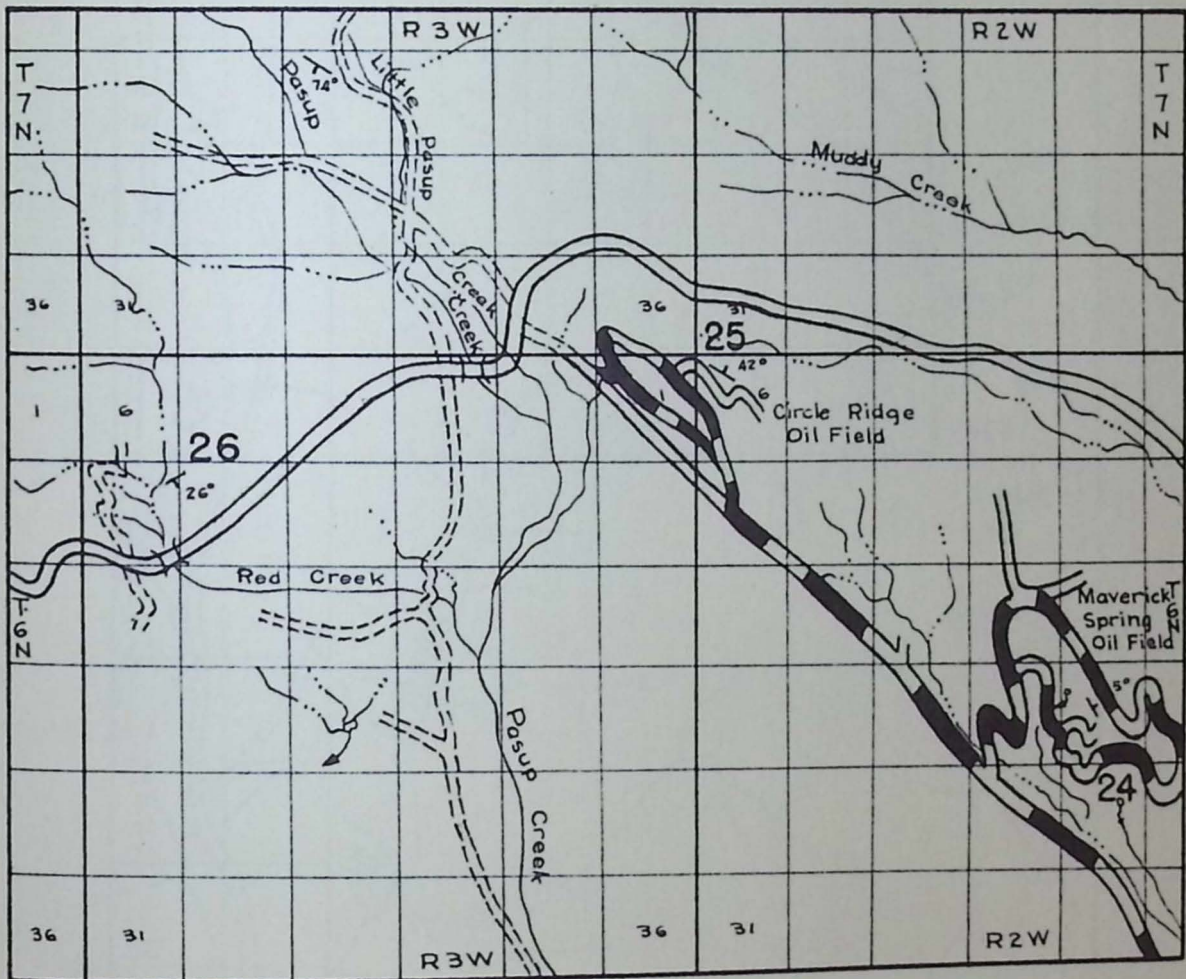 R 3 W
R 2 W
T
7
N
T
7
N
Pasup
74°
Little
Pasup
Muddy
Creek
Creek
Creek
36
31
36
31
25
42°
6
1
6
1
Circle Ridge
Oil Field
26
26°
Red Creek
T
6
N
Maverick
Spring
Oil Field
T
6
N
5°
24
Pasup Creek
36
31
R 3 W
36
31
R 2 W